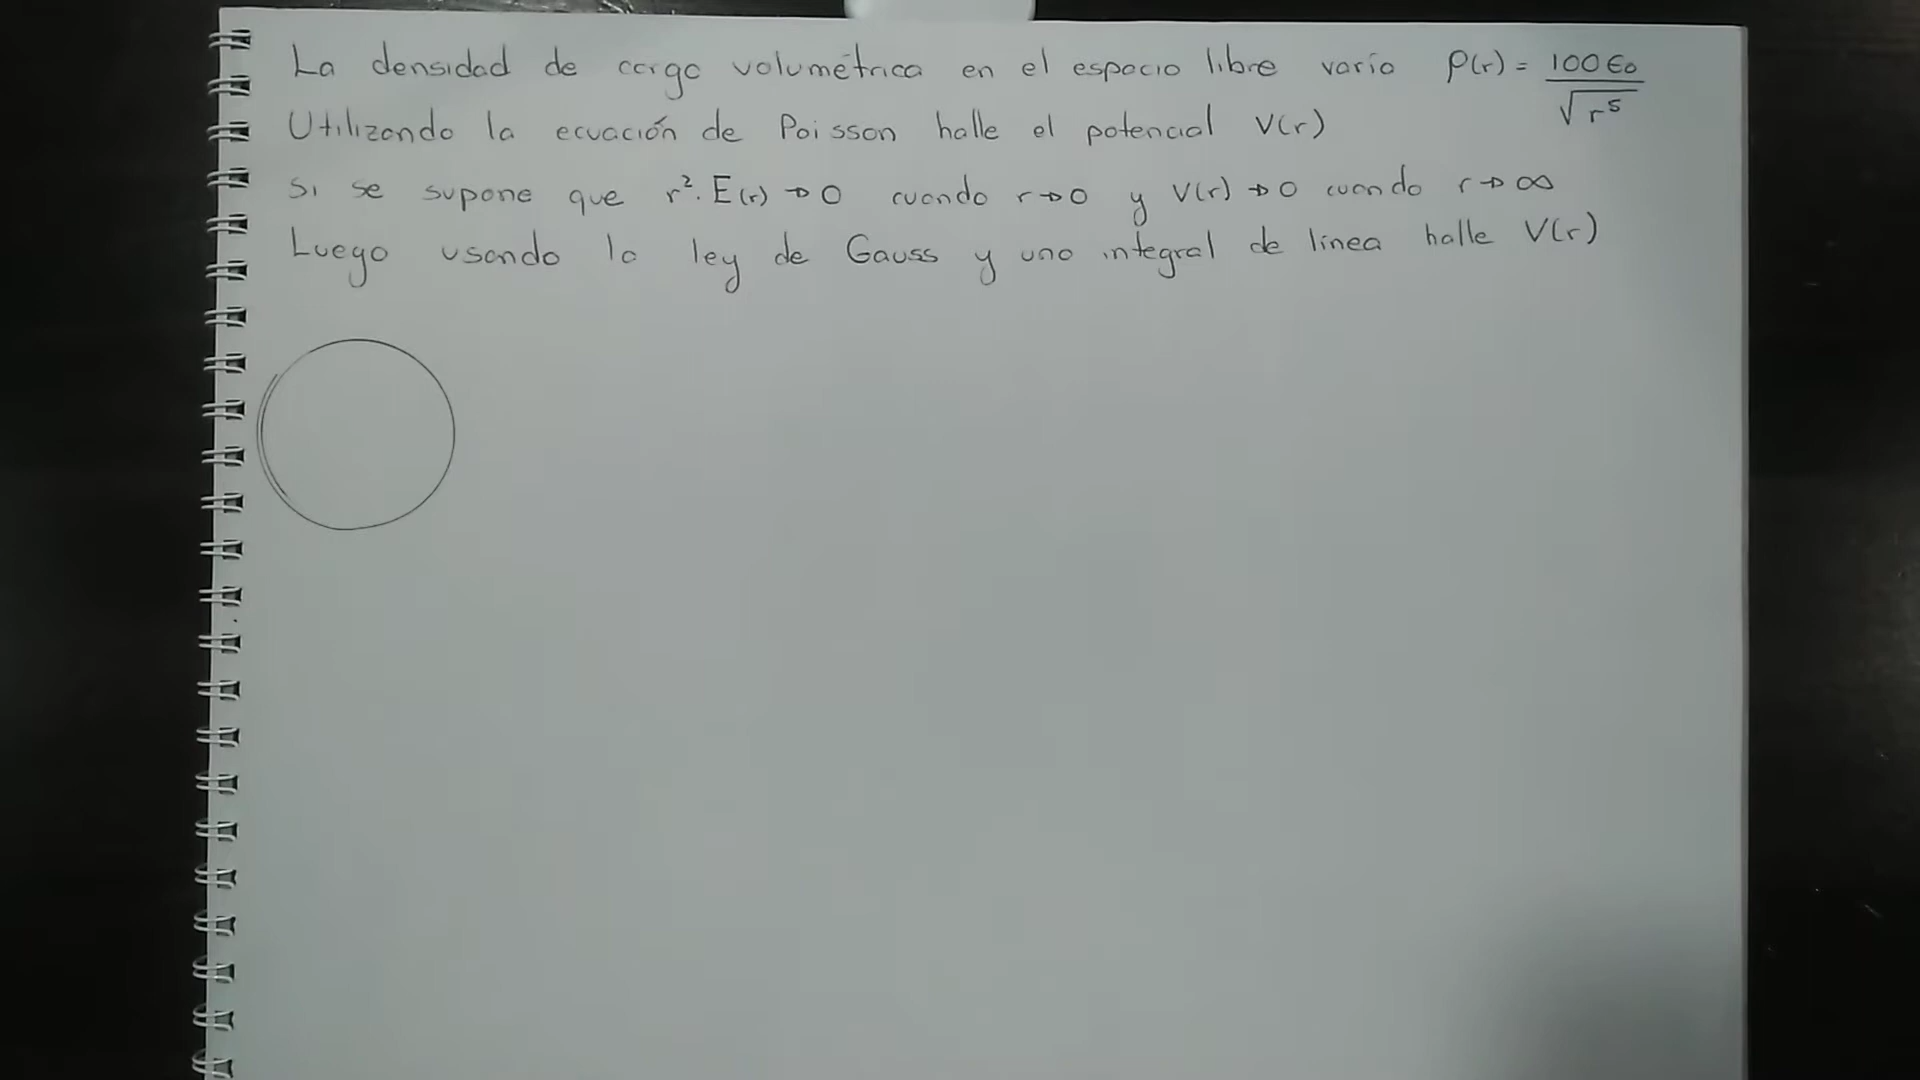 La densidad de carga volumétrica en el espacio libre varía ρ(r) = 100 ϵo / √r⁵
Utilizando la ecuación de Poisson halle el potencial V(r)
si se supone que r². E(r) → 0 cuando r → 0 y V(r) → 0 cuando r → ∞
Luego usando la ley de Gauss y una integral de línea halle V(r)